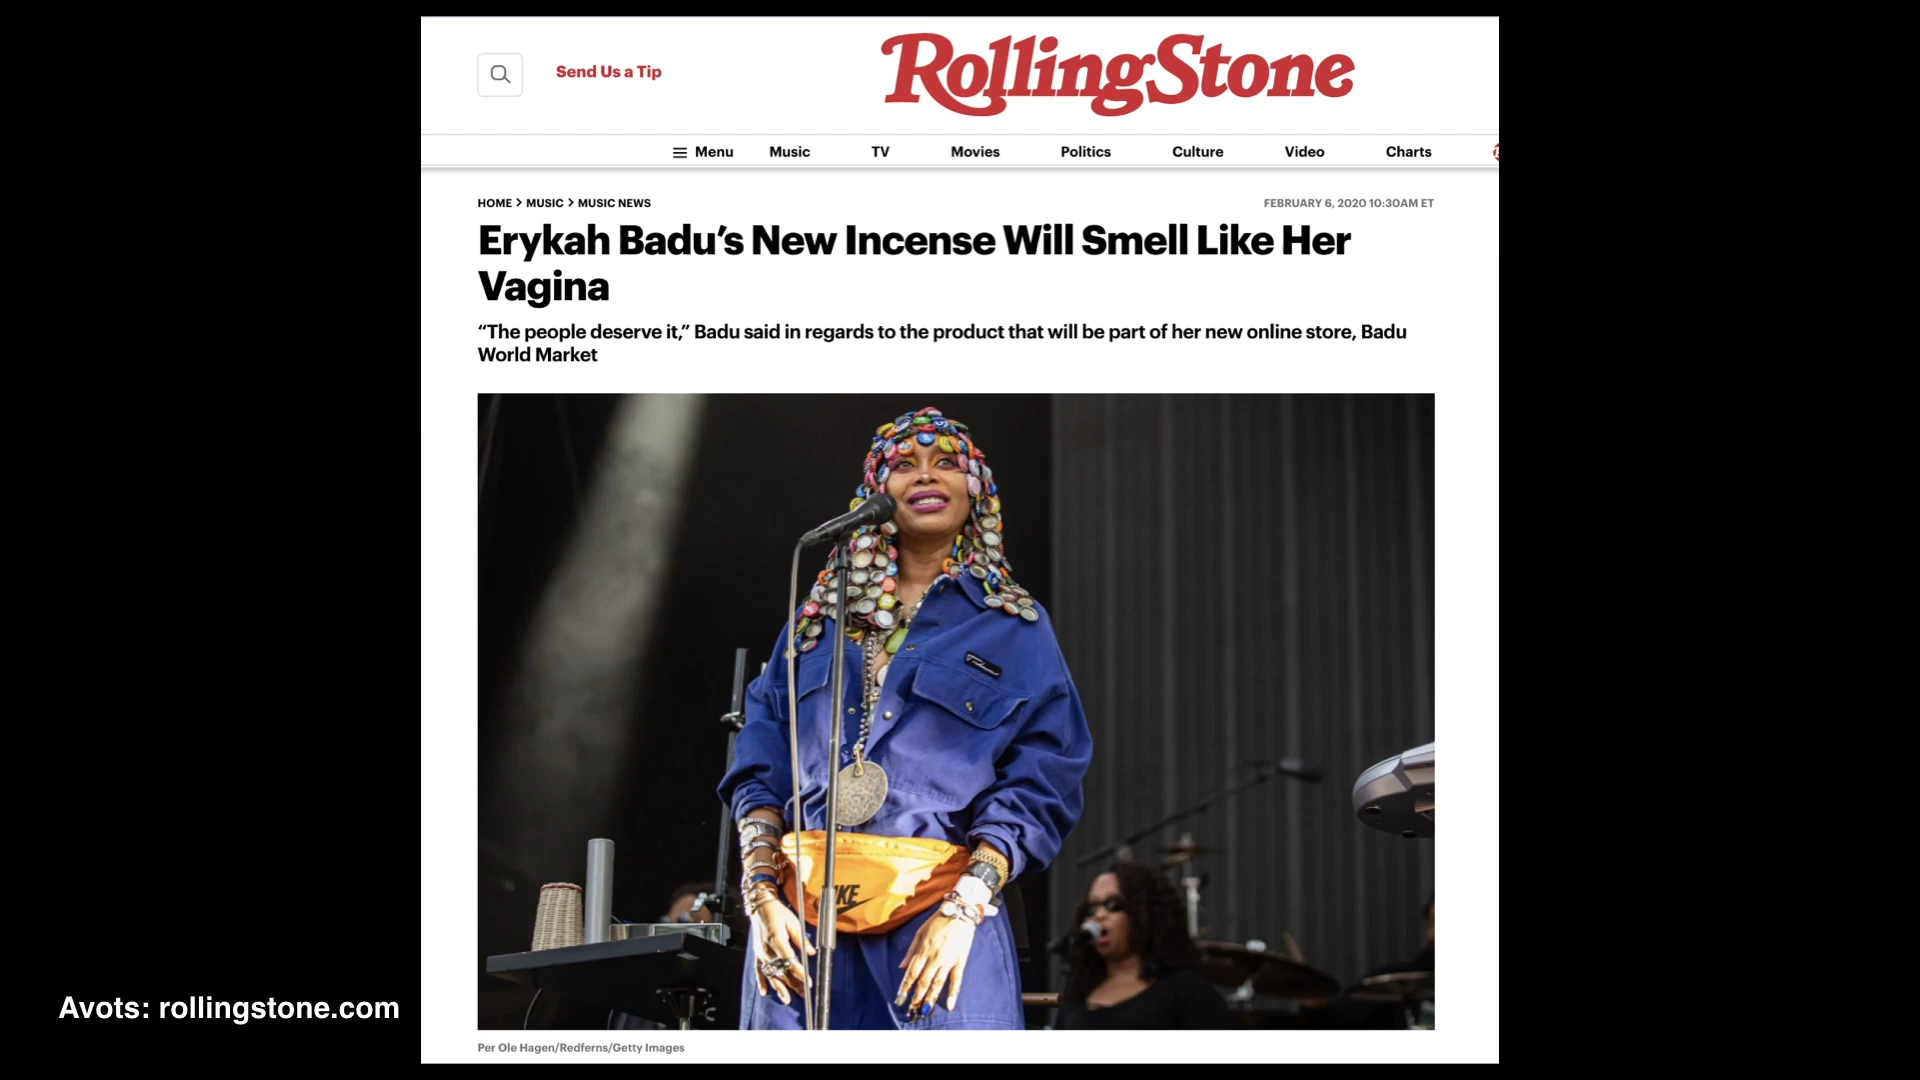 Send Us a Tip
RollingStone
Menu Music TV Movies Politics Culture Video Charts
HOME > MUSIC > MUSIC NEWS
FEBRUARY 6, 2020 10:30AM ET
Erykah Badu’s New Incense Will Smell Like Her
Vagina
“The people deserve it,” Badu said in regards to the product that will be part of her new online store, Badu
World Market
Avots: rollingstone.com
Per Ole Hagen/Redferns/Getty Images